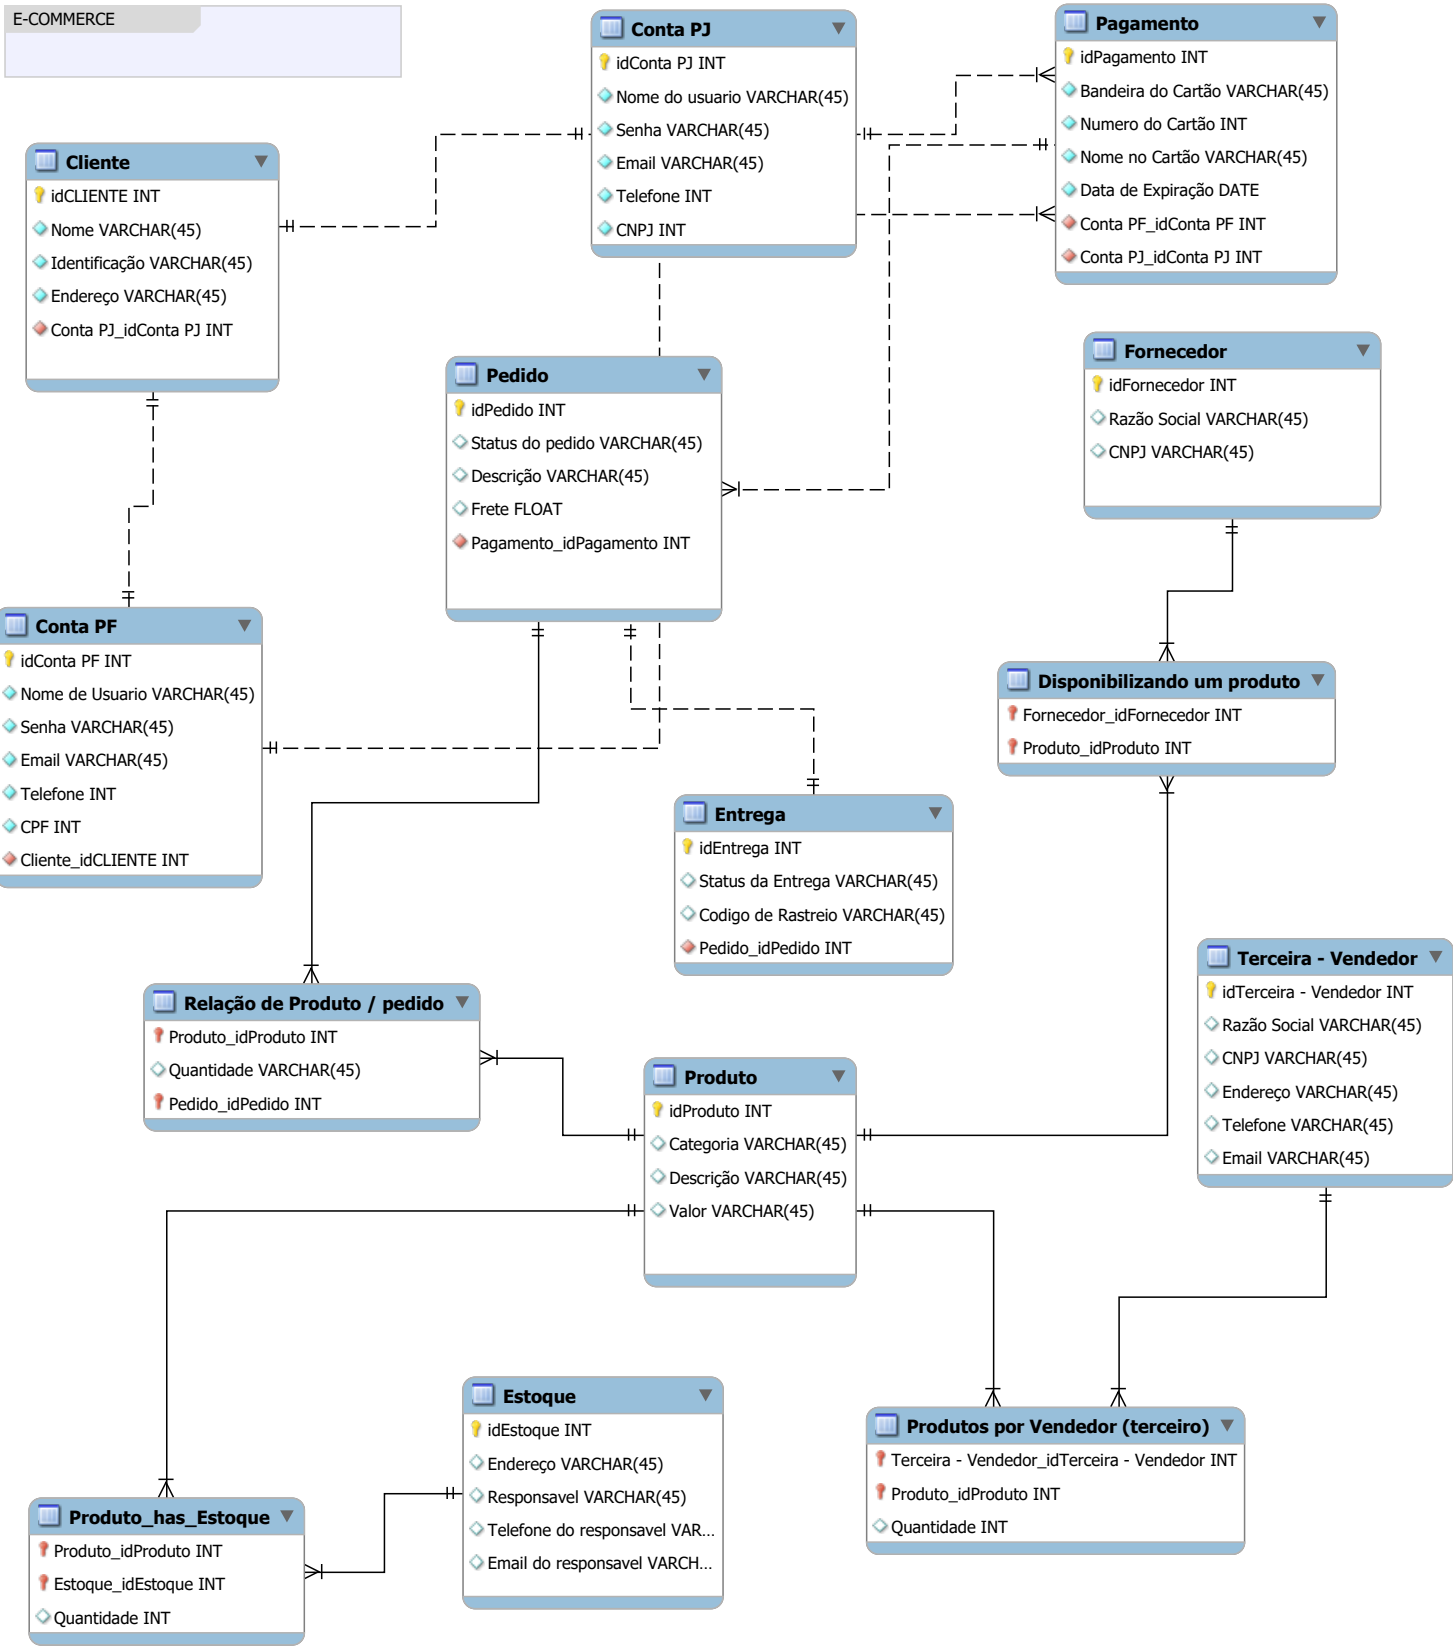 E-COMMERCE
Conta PJ
idConta PJ INT
Nome do usuario VARCHAR(45)
Senha VARCHAR(45)
Email VARCHAR(45)
Telefone INT
CNPJ INT
Pagamento
idPagamento INT
Bandeira do Cartão VARCHAR(45)
Numero do Cartão INT
Nome no Cartão VARCHAR(45)
Data de Expiração DATE
Conta PF_idConta PF INT
Conta PJ_idConta PJ INT
Cliente
idCLIENTE INT
Nome VARCHAR(45)
Identificação VARCHAR(45)
Endereço VARCHAR(45)
Conta PJ_idConta PJ INT
Pedido
idPedido INT
Status do pedido VARCHAR(45)
Descrição VARCHAR(45)
Frete FLOAT
Pagamento_idPagamento INT
Fornecedor
idFornecedor INT
Razão Social VARCHAR(45)
CNPJ VARCHAR(45)
Conta PF
idConta PF INT
Nome de Usuario VARCHAR(45)
Senha VARCHAR(45)
Email VARCHAR(45)
Telefone INT
CPF INT
Cliente_idCLIENTE INT
Disponibilizando um produto
Fornecedor_idFornecedor INT
Produto_idProduto INT
Entrega
idEntrega INT
Status da Entrega VARCHAR(45)
Codigo de Rastreio VARCHAR(45)
Pedido_idPedido INT
Terceira - Vendedor
idTerceira - Vendedor INT
Razão Social VARCHAR(45)
CNPJ VARCHAR(45)
Endereço VARCHAR(45)
Telefone VARCHAR(45)
Email VARCHAR(45)
Relação de Produto / pedido
Produto_idProduto INT
Quantidade VARCHAR(45)
Pedido_idPedido INT
Produto
idProduto INT
Categoria VARCHAR(45)
Descrição VARCHAR(45)
Valor VARCHAR(45)
Estoque
idEstoque INT
Endereço VARCHAR(45)
Responsavel VARCHAR(45)
Telefone do responsavel VAR...
Email do responsavel VARCH...
Produtos por Vendedor (terceiro)
Terceira - Vendedor_idTerceira - Vendedor INT
Produto_idProduto INT
Quantidade INT
Produto_has_Estoque
Produto_idProduto INT
Estoque_idEstoque INT
Quantidade INT